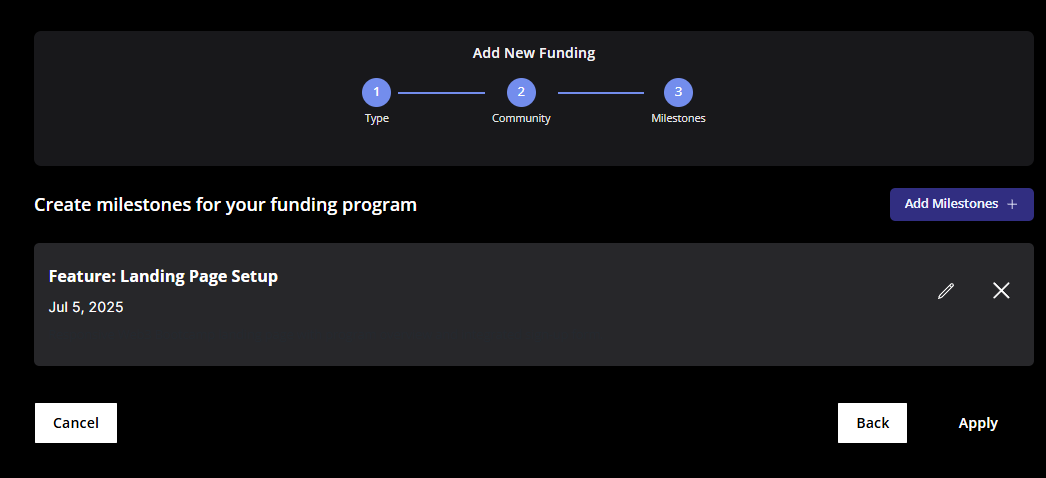 Add New Funding
1
2
3
Type
Community
Milestones
Create milestones for your funding program
Add Milestones +
Feature: Landing Page Setup
Jul 5, 2025
Cancel
Back
Apply